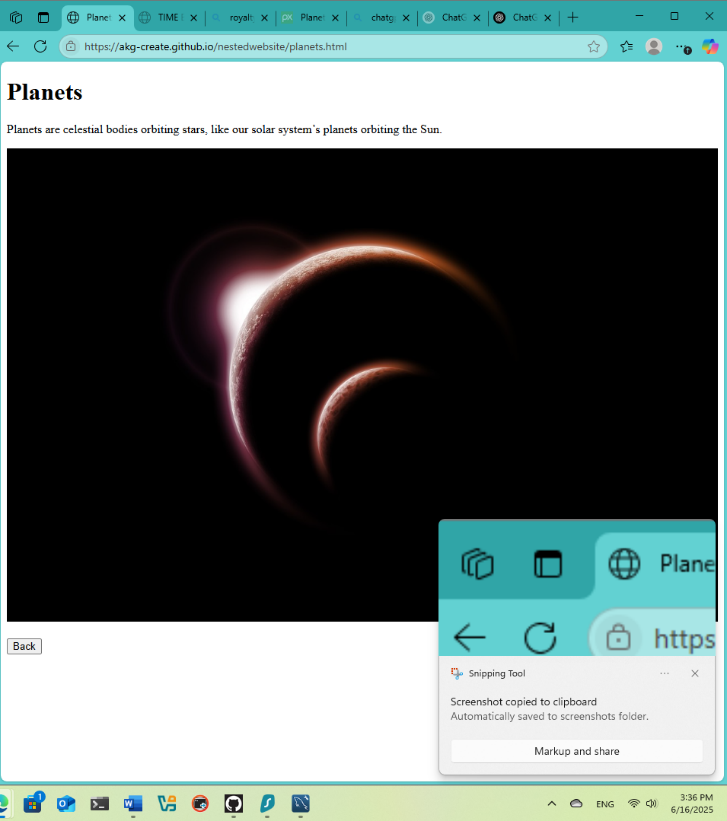 Planet
TIME
royalt
Planet
chatg
ChatG
ChatG
https://akg-create.github.io/nestedwebsite/planets.html
Planets
Planets are celestial bodies orbiting stars, like our solar system`s planets orbiting the Sun.
Back
Plane
https
Snipping Tool
Screenshot copied to clipboard
Automatically saved to screenshots folder.
Markup and share
1
ENG
3:36 PM
6/16/2025